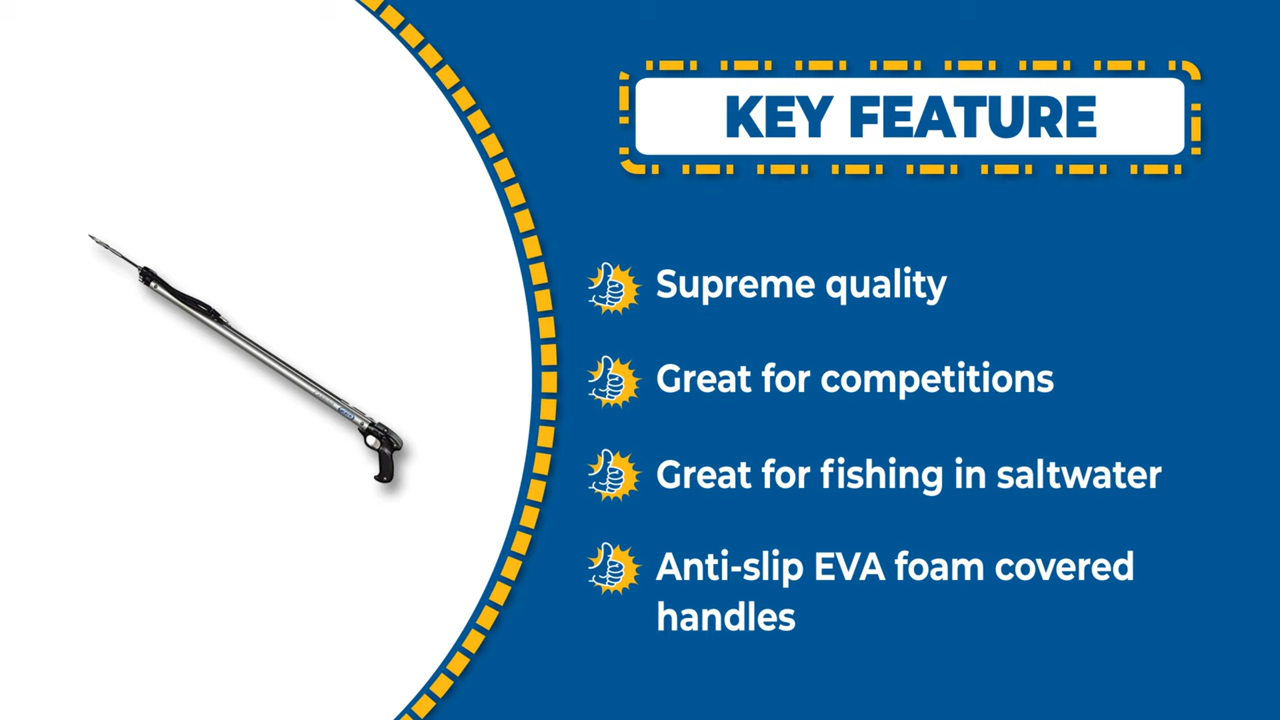 KEY FEATURE
Supreme quality
Great for competitions
Great for fishing in saltwater
Anti-slip EVA foam covered
handles